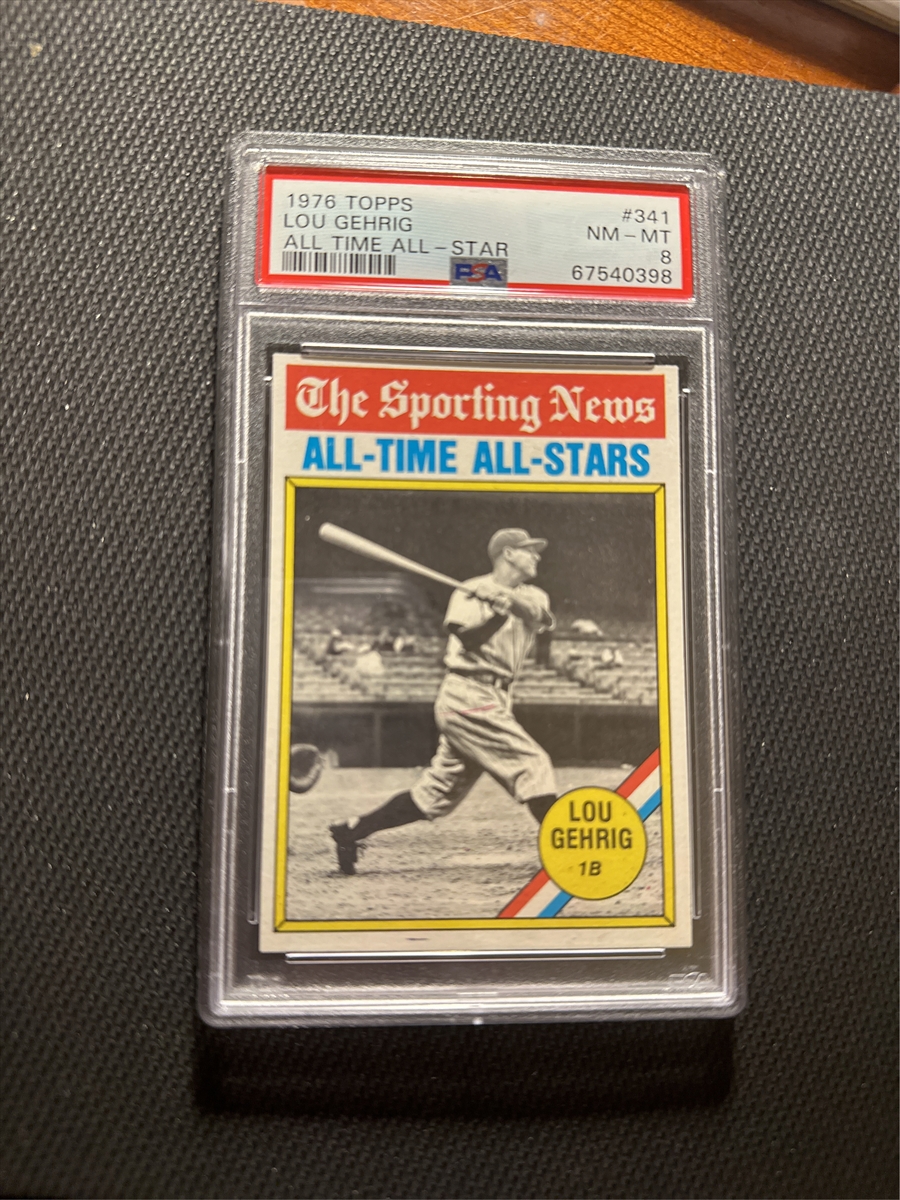 1976 TOPPS #341
LOU GEHRIG NM - MT
ALL TIME ALL - STAR 8
PSA 67540398
The Sporting News
ALL-TIME ALL-STARS
LOU
GEHRIG
1B